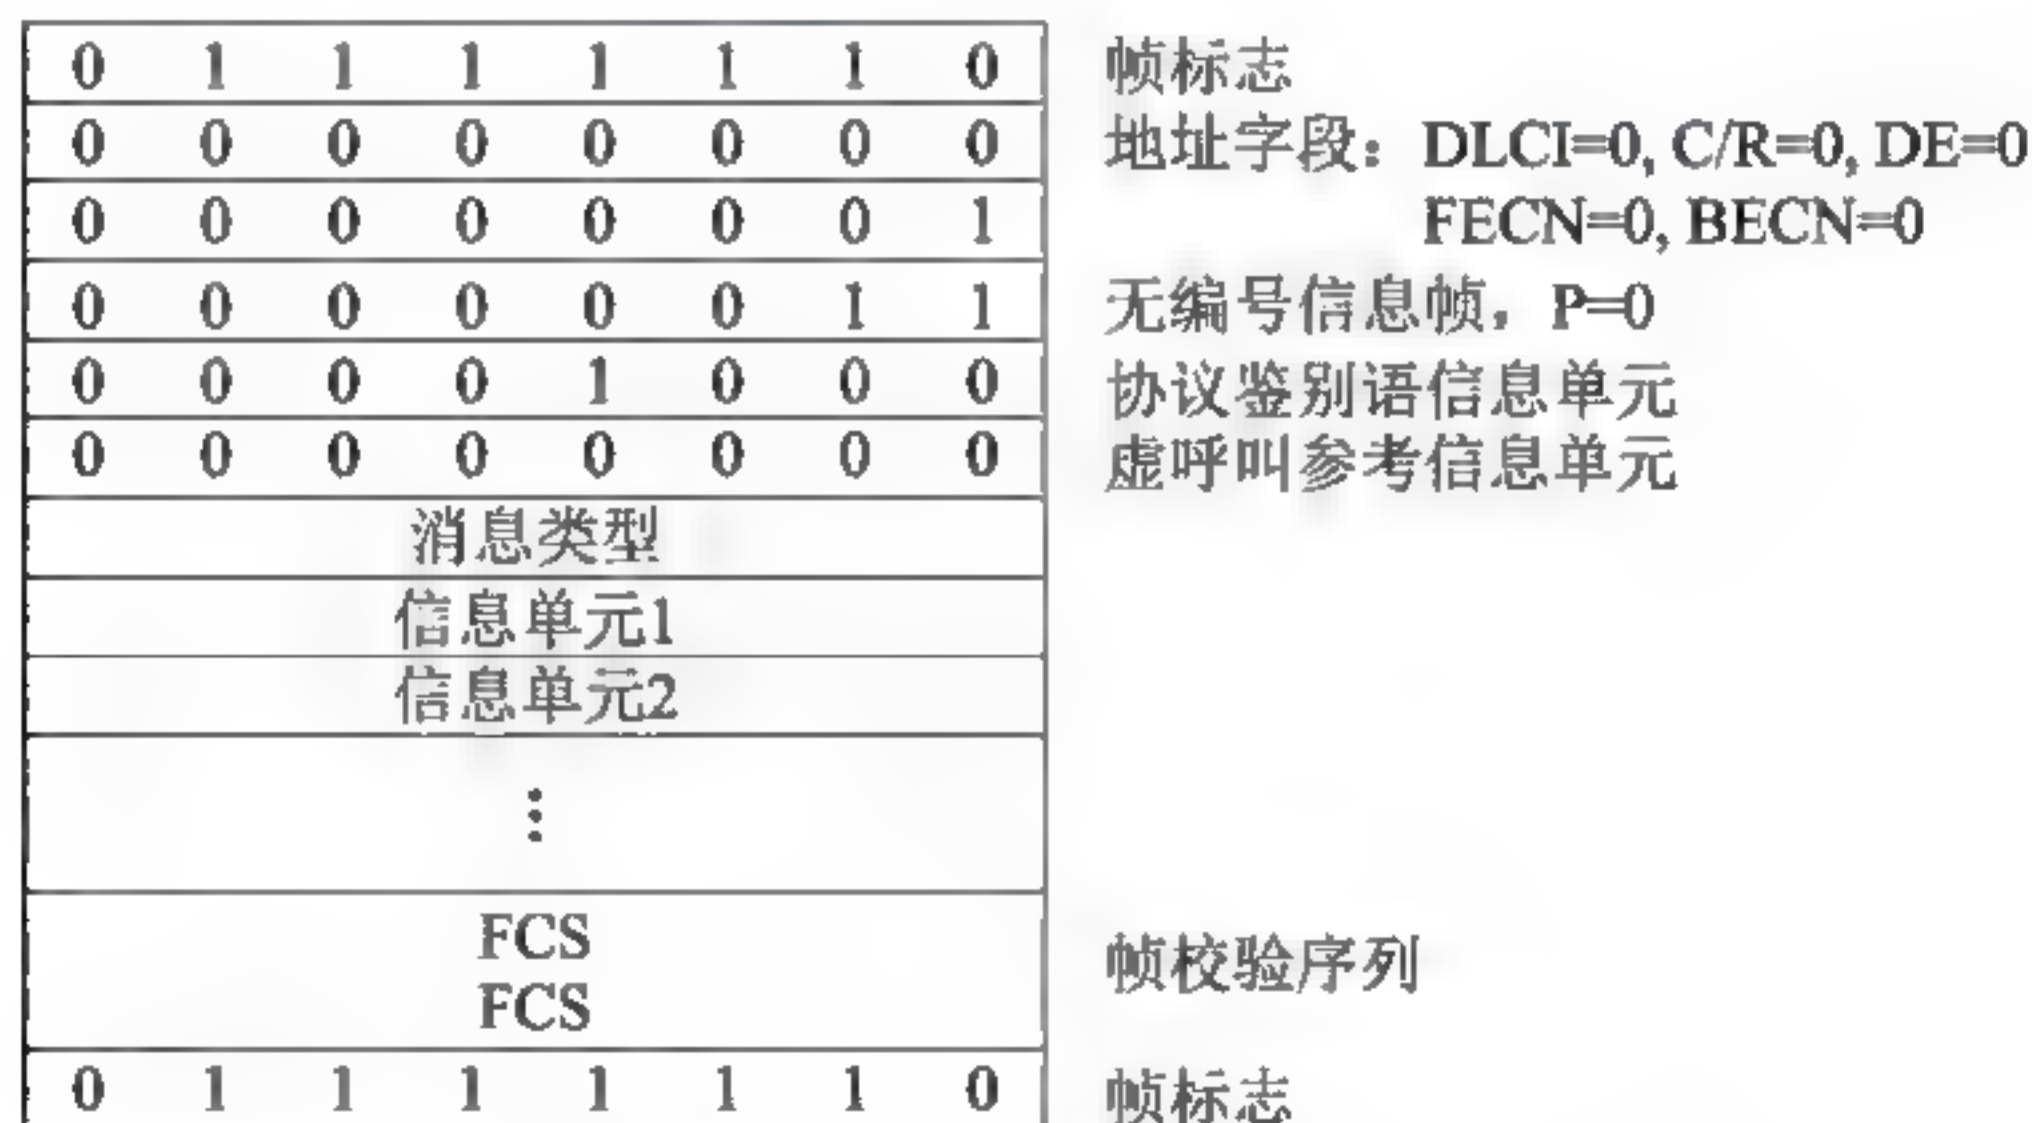 0 1 1 1 1 1 1 0 帧标志
0 0 0 0 0 0 0 0 地址字段：DLCI=0, C/R=0, DE=0
0 0 0 0 0 0 0 1 FECN=0, BECN=0
0 0 0 0 0 0 1 1 无编号信息帧，P=0
0 0 0 0 1 0 0 0 协议鉴别语信息单元
0 0 0 0 0 0 0 0 虚呼叫参考信息单元
消息类型
信息单元1
信息单元2
⋮
FCS
帧校验序列
FCS
0 1 1 1 1 1 1 0 帧标志